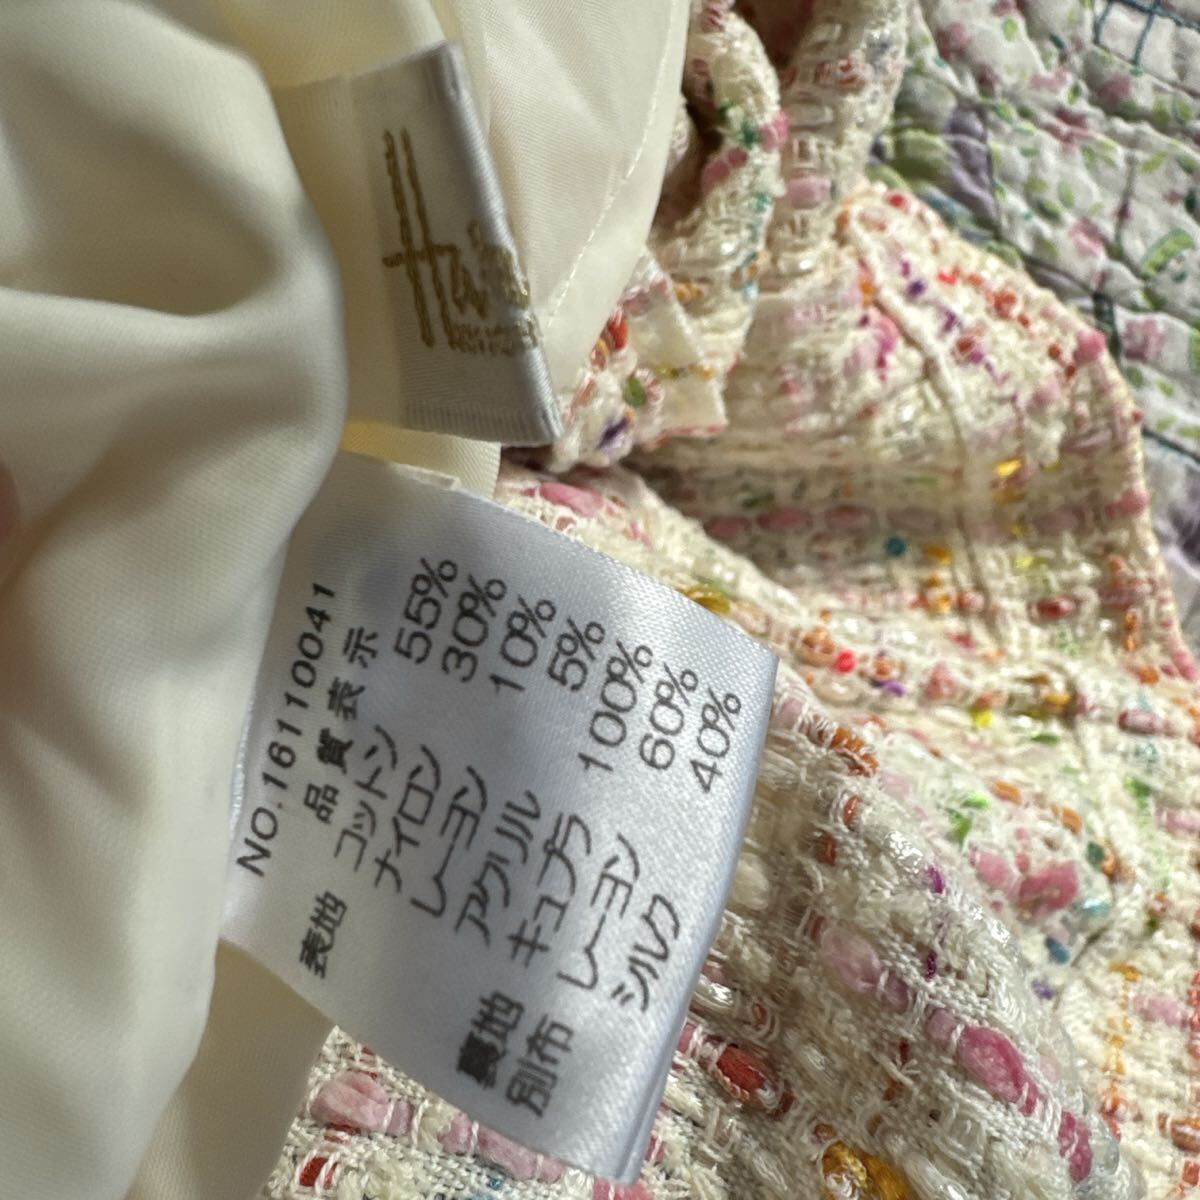 NO.16110041
品質表示
表地 コットン 55%
ナイロン 30%
レーヨン 10%
アクリル 5%
裏地 キュプラ 100%
別布 レーヨン 60%
シルク 40%